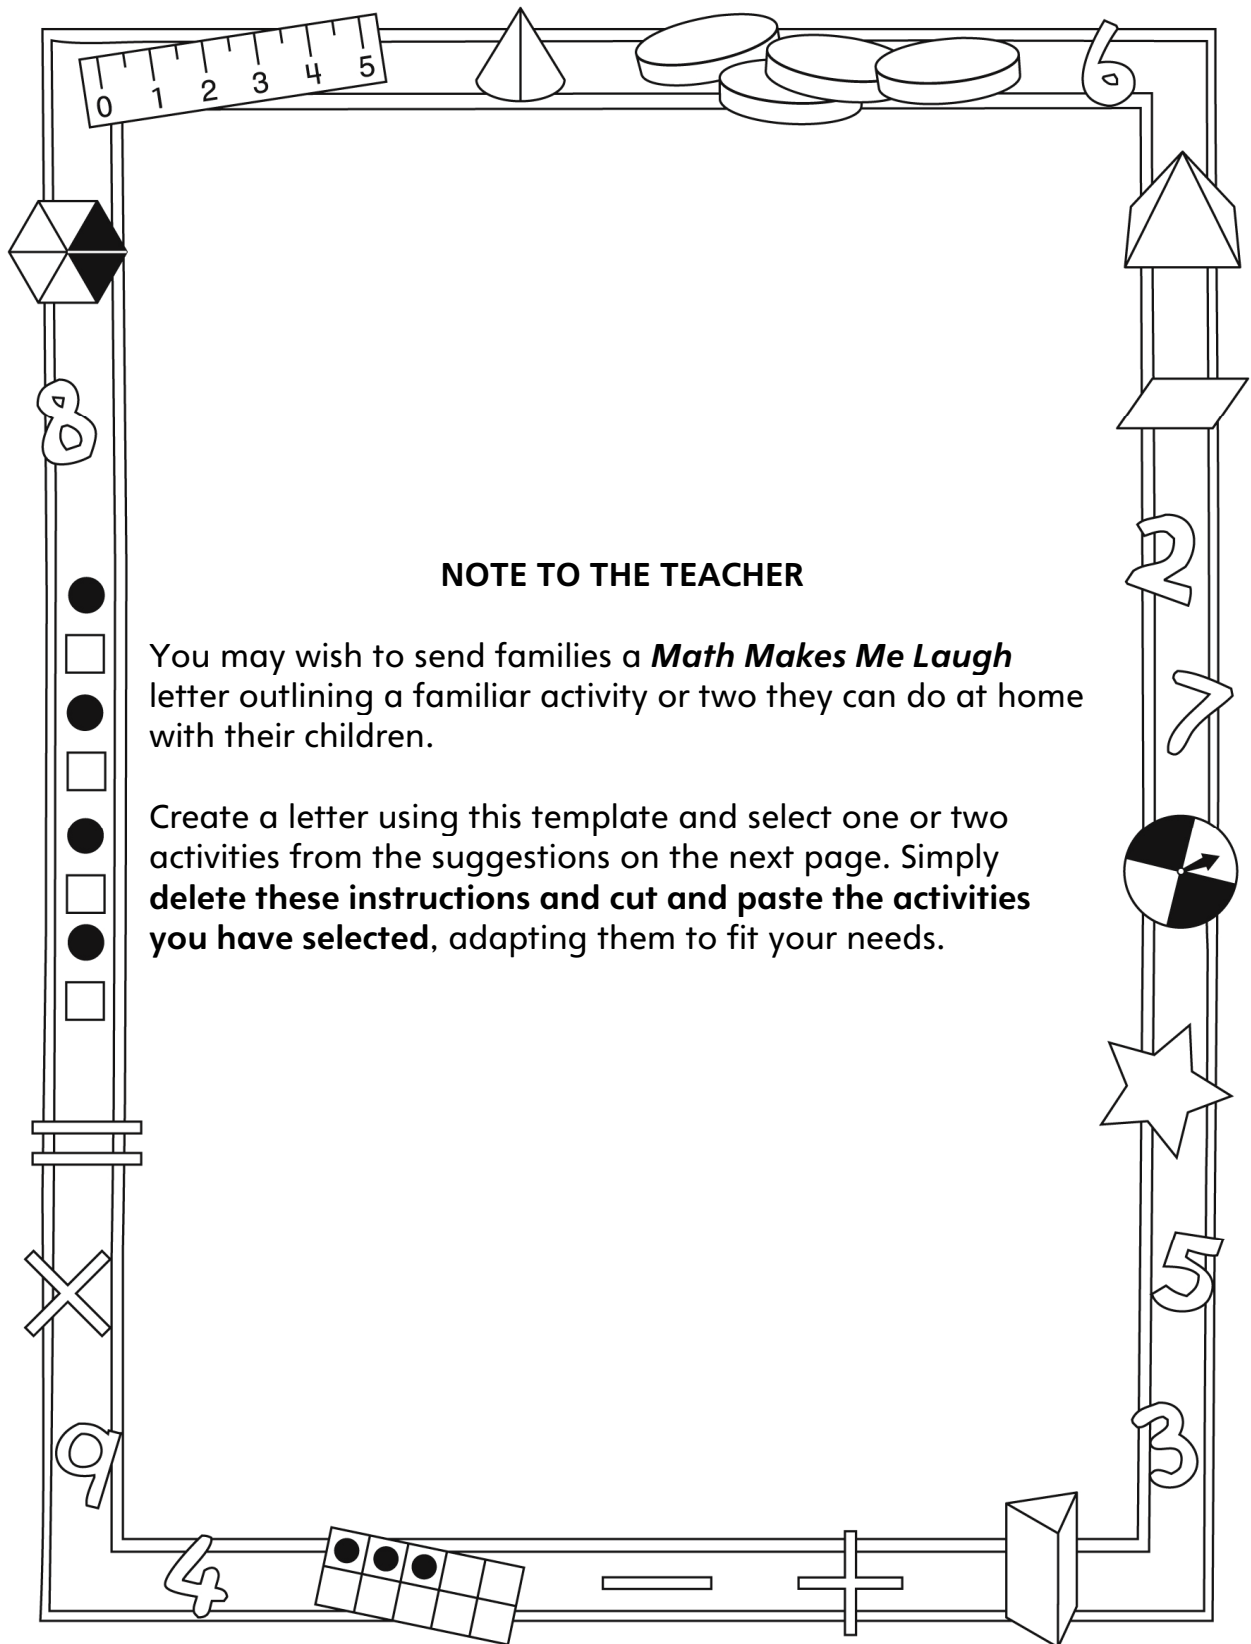 0 1 2 3 4 5
6
8
2
7
5
3
9
4
NOTE TO THE TEACHER
You may wish to send families a Math Makes Me Laugh
letter outlining a familiar activity or two they can do at home
with their children.
Create a letter using this template and select one or two
activities from the suggestions on the next page. Simply
delete these instructions and cut and paste the activities
you have selected, adapting them to fit your needs.